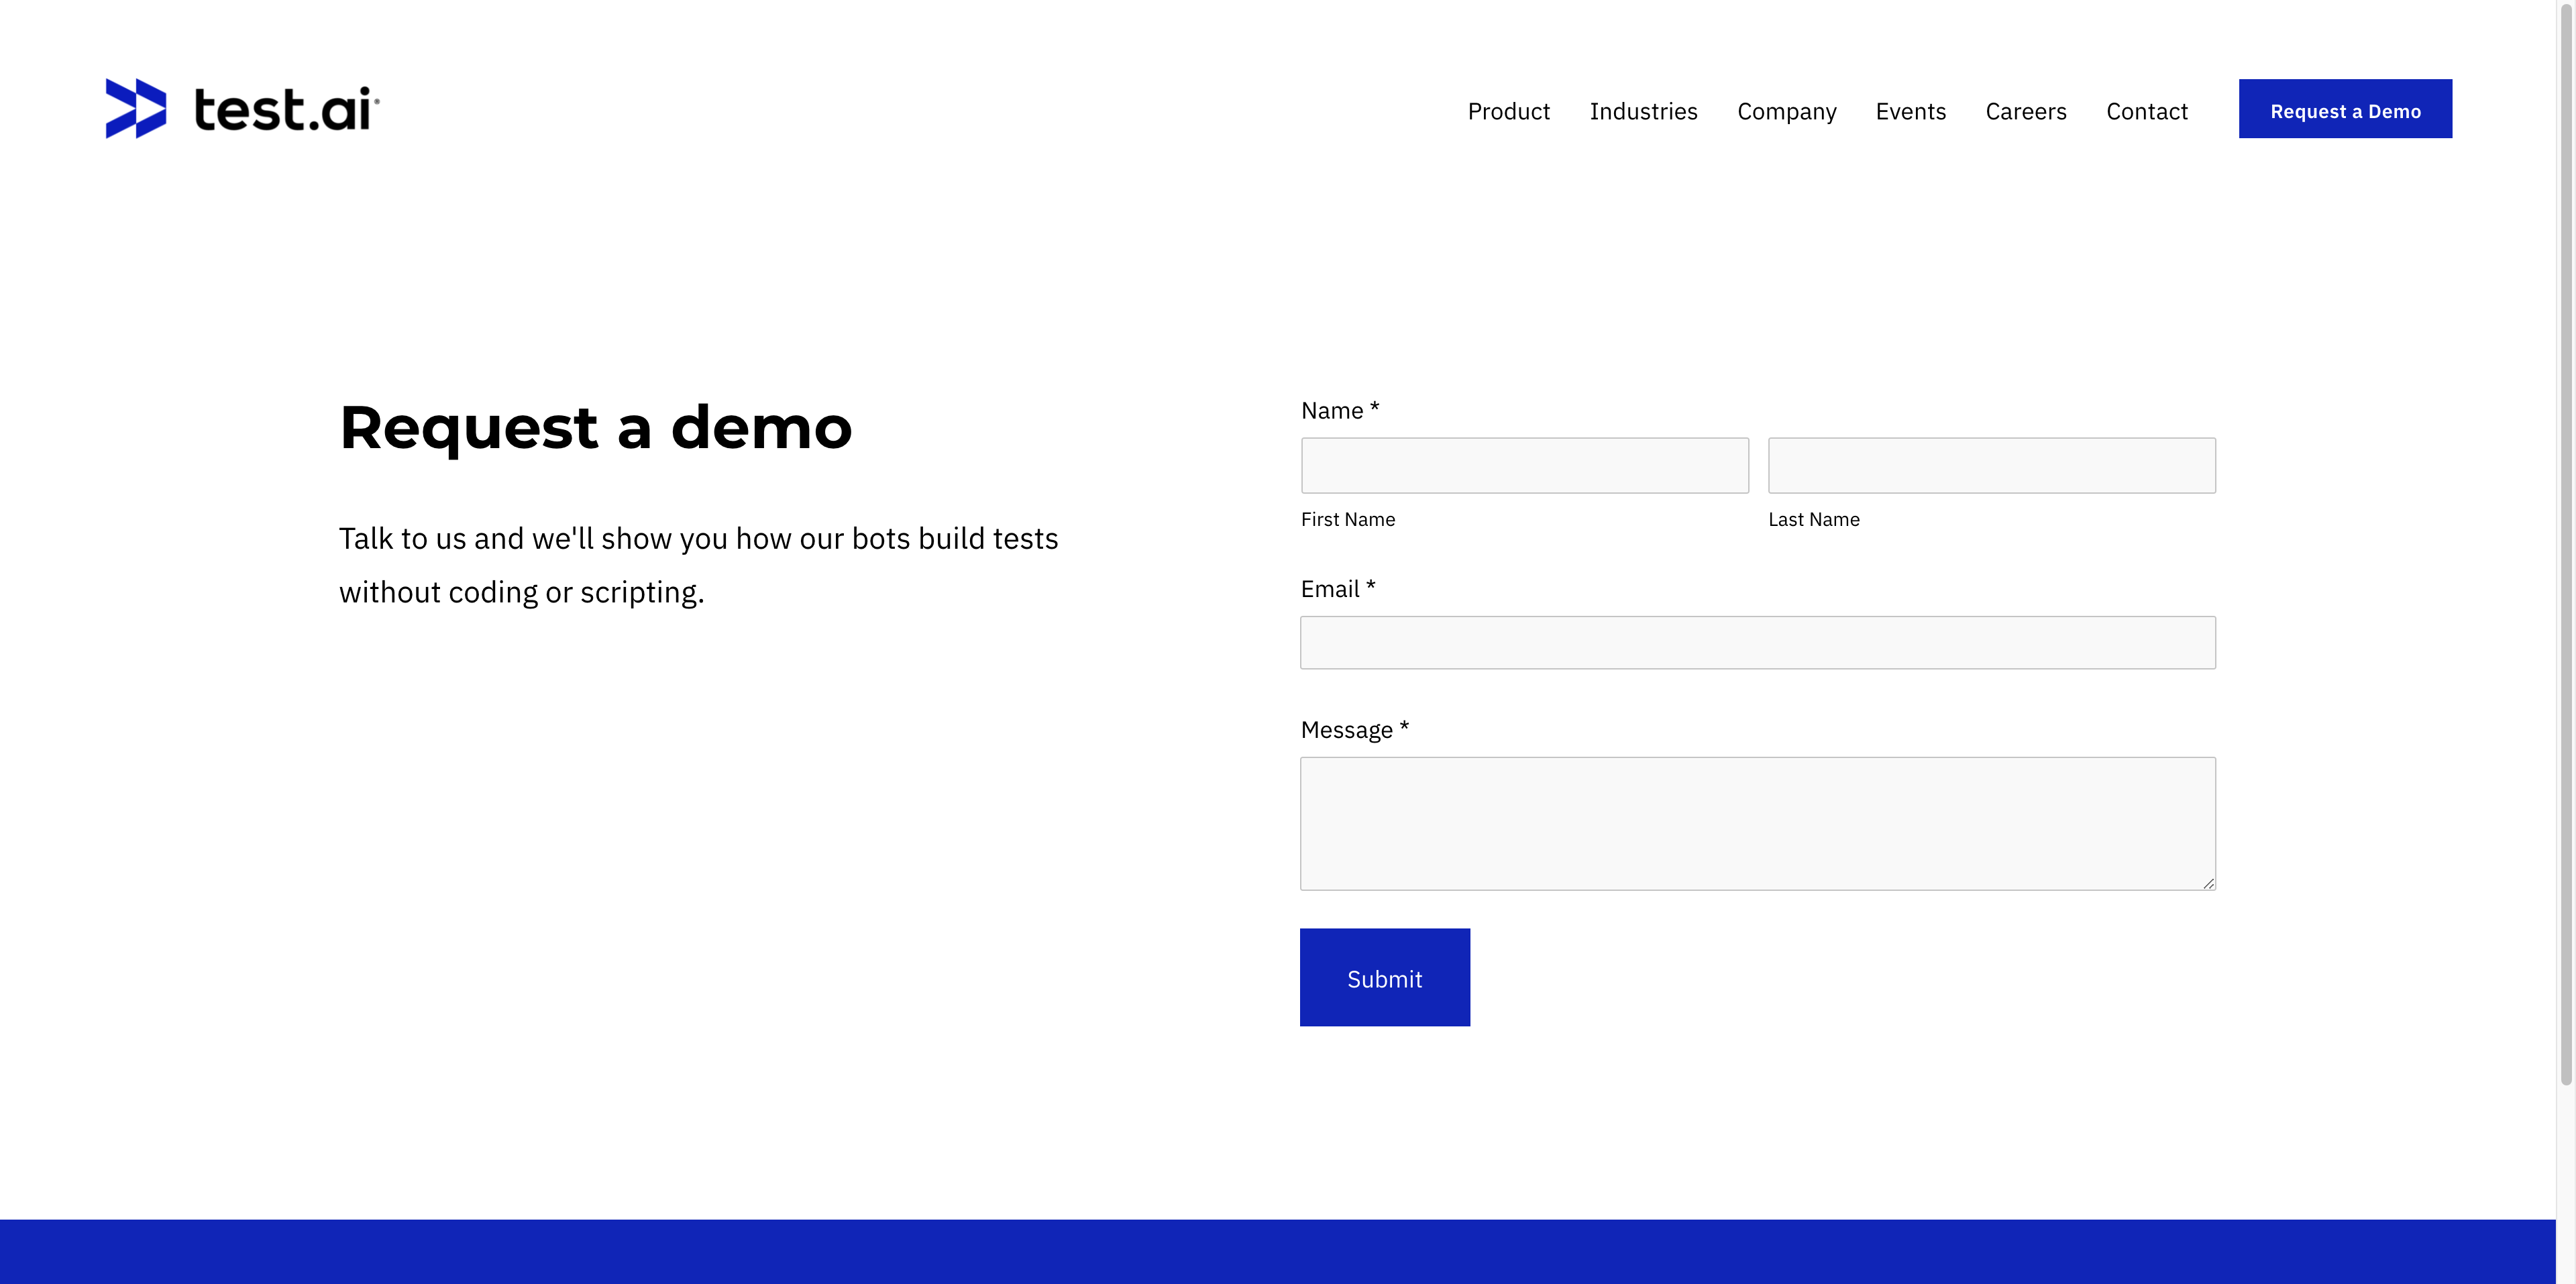 test.ai®
Product Industries Company Events Careers Contact Request a Demo
Request a demo
Talk to us and we'll show you how our bots build tests
without coding or scripting.
Name *
First Name Last Name
Email *
Message *
Submit